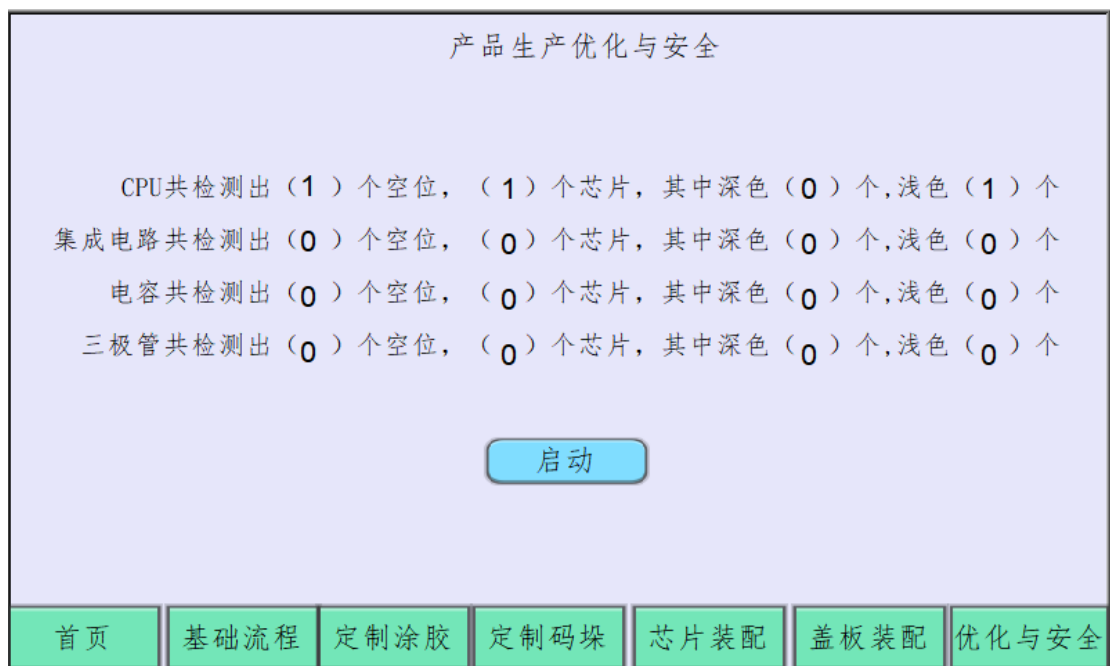 产品生产优化与安全
CPU共检测出（1）个空位，（1）个芯片，其中深色（0）个,浅色（1）个
集成电路共检测出（0）个空位，（0）个芯片，其中深色（0）个,浅色（0）个
电容共检测出（0）个空位，（0）个芯片，其中深色（0）个,浅色（0）个
三极管共检测出（0）个空位，（0）个芯片，其中深色（0）个,浅色（0）个
启动
首页 基础流程 定制涂胶 定制码垛 芯片装配 盖板装配 优化与安全